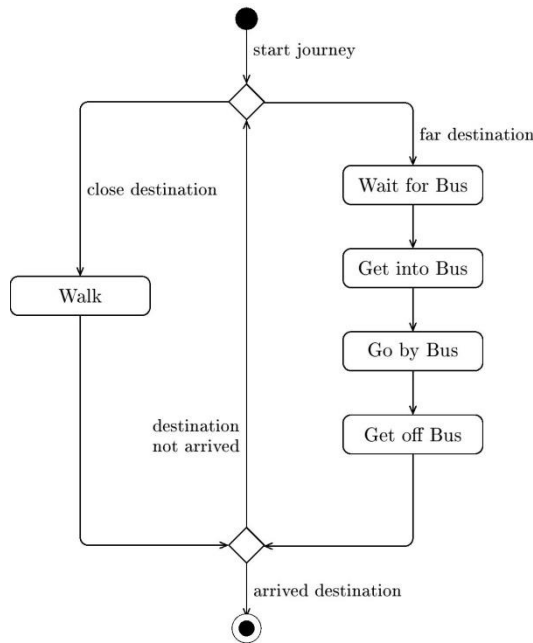 start journey
far destination
Wait for Bus
close destination
Get into Bus
Walk
Go by Bus
destination
not arrived
Get off Bus
arrived destination